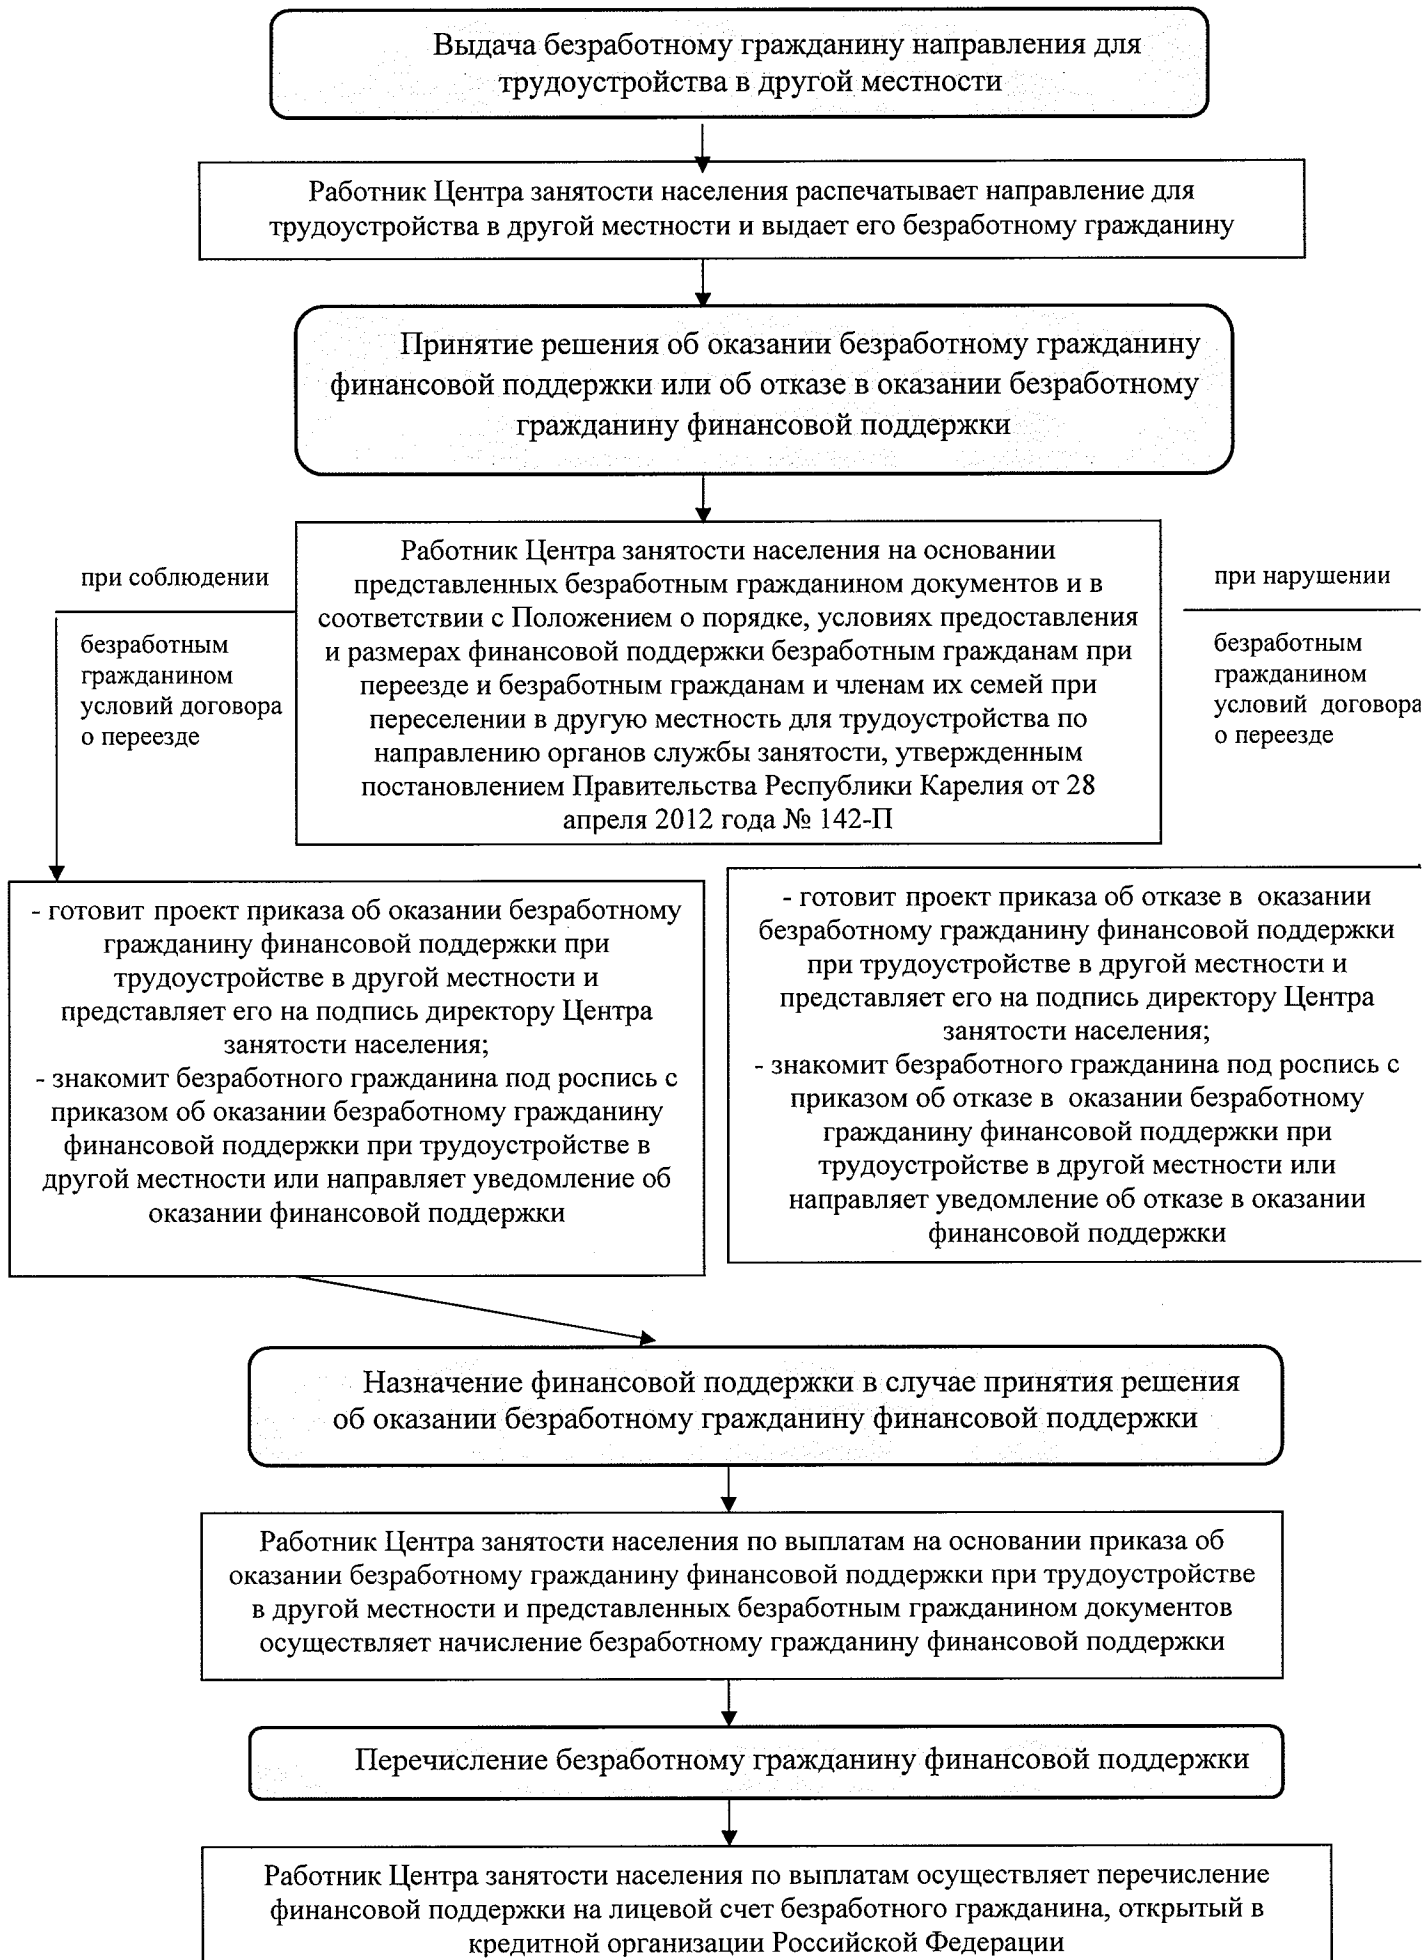 Выдача безработному гражданину направления для
трудоустройства в другой местности
Работник Центра занятости населения распечатывает направление для
трудоустройства в другой местности и выдает его безработному гражданину
Принятие решения об оказании безработному гражданину
финансовой поддержки или об отказе в оказании безработному
гражданину финансовой поддержки
при соблюдении
безработным
гражданином
условий договора
о переезде
Работник Центра занятости населения на основании
представленных безработным гражданином документов и в
соответствии с Положением о порядке, условиях предоставления
и размерах финансовой поддержки безработным гражданам при
переезде и безработным гражданам и членам их семей при
переселении в другую местность для трудоустройства по
направлению органов службы занятости, утвержденным
постановлением Правительства Республики Карелия от 28
апреля 2012 года № 142-П
при нарушении
безработным
гражданином
условий договора
о переезде
- готовит проект приказа об оказании безработному
гражданину финансовой поддержки при
трудоустройстве в другой местности и
представляет его на подпись директору Центра
занятости населения;
- знакомит безработного гражданина под роспись с
приказом об оказании безработному гражданину
финансовой поддержки при трудоустройстве в
другой местности или направляет уведомление об
оказании финансовой поддержки
- готовит проект приказа об отказе в оказании
безработному гражданину финансовой поддержки
при трудоустройстве в другой местности и
представляет его на подпись директору Центра
занятости населения;
- знакомит безработного гражданина под роспись с
приказом об отказе в оказании безработному
гражданину финансовой поддержки при
трудоустройстве в другой местности или
направляет уведомление об отказе в оказании
финансовой поддержки
Назначение финансовой поддержки в случае принятия решения
об оказании безработному гражданину финансовой поддержки
Работник Центра занятости населения по выплатам на основании приказа об
оказании безработному гражданину финансовой поддержки при трудоустройстве
в другой местности и представленных безработным гражданином документов
осуществляет начисление безработному гражданину финансовой поддержки
Перечисление безработному гражданину финансовой поддержки
Работник Центра занятости населения по выплатам осуществляет перечисление
финансовой поддержки на лицевой счет безработного гражданина, открытый в
кредитной организации Российской Федерации